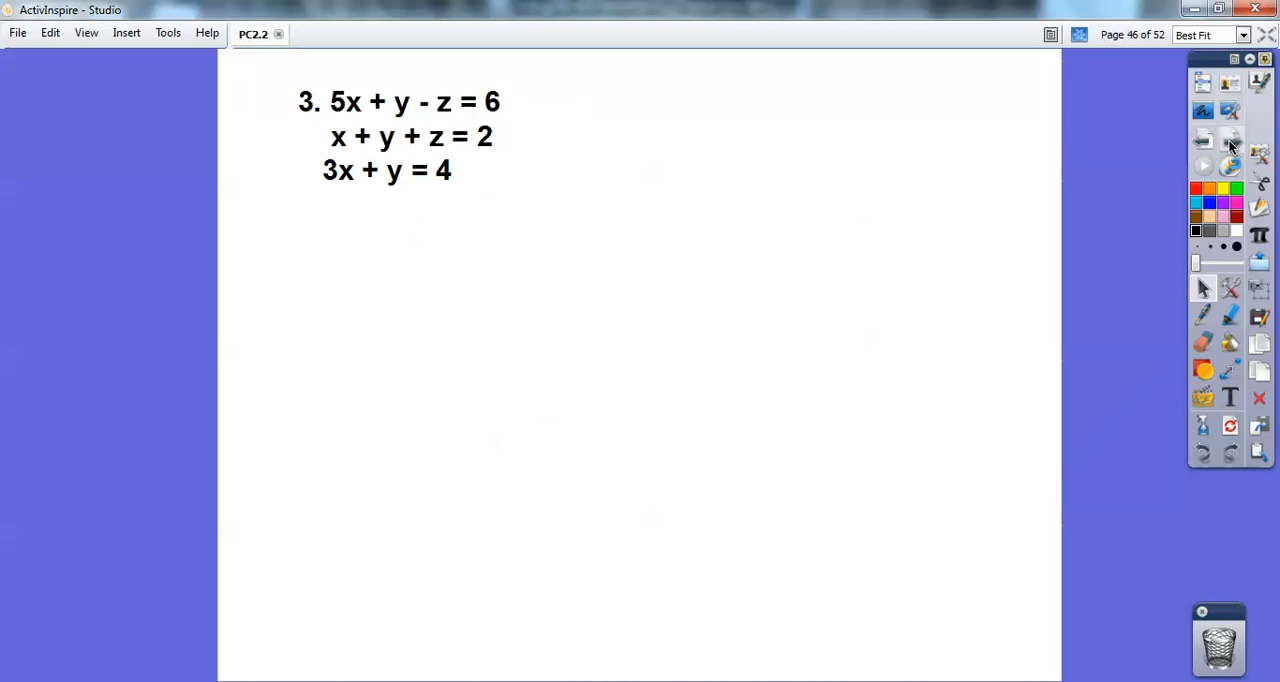 ActivInspire - Studio
File Edit View Insert Tools Help
PC2.2
Page 46 of 52
Best Fit
3. 5x + y - z = 6
x + y + z = 2
3x + y = 4